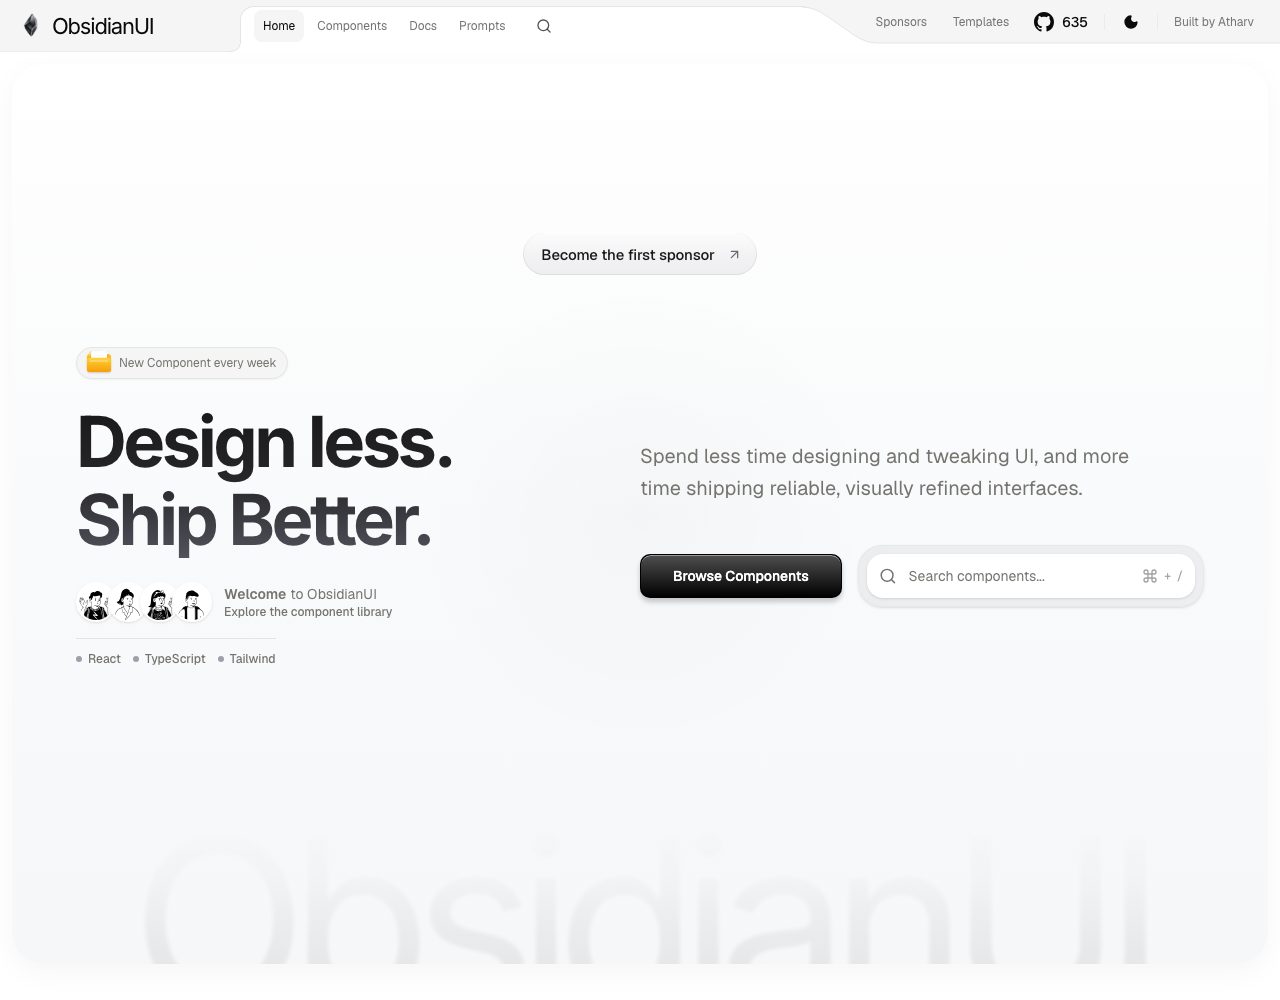 ObsidianUI
Home
Components
Docs
Prompts
Sponsors
Templates
635
Built by Atharv
Become the first sponsor
New Component every week
Design less.
Ship Better.
Welcome to ObsidianUI
Explore the component library
React
TypeScript
Tailwind
Spend less time designing and tweaking UI, and more
time shipping reliable, visually refined interfaces.
Browse Components
Search components...
⌘ + /
ObsidianUI